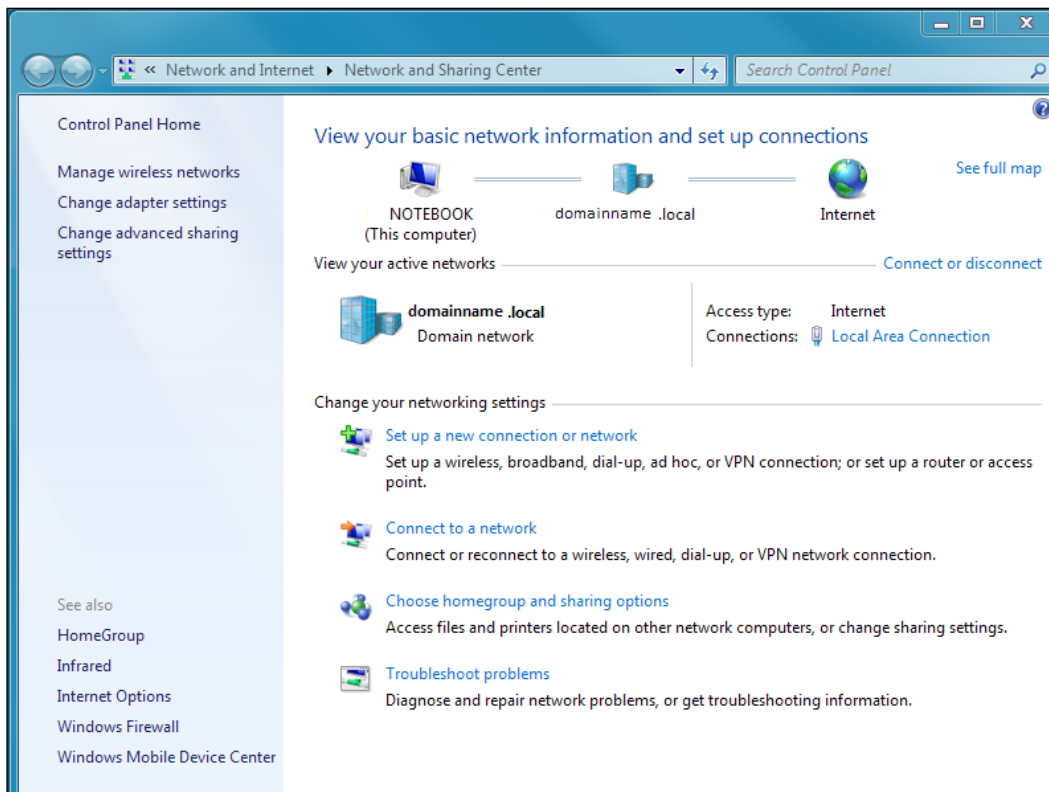 « Network and Internet ▸ Network and Sharing Center
Search Control Panel
Control Panel Home
Manage wireless networks
Change adapter settings
Change advanced sharing
settings
See also
HomeGroup
Infrared
Internet Options
Windows Firewall
Windows Mobile Device Center
View your basic network information and set up connections
See full map
NOTEBOOK
(This computer)
domainname .local
Internet
View your active networks
Connect or disconnect
domainname .local
Domain network
Access type: Internet
Connections: Local Area Connection
Change your networking settings
Set up a new connection or network
Set up a wireless, broadband, dial-up, ad hoc, or VPN connection; or set up a router or access
point.
Connect to a network
Connect or reconnect to a wireless, wired, dial-up, or VPN network connection.
Choose homegroup and sharing options
Access files and printers located on other network computers, or change sharing settings.
Troubleshoot problems
Diagnose and repair network problems, or get troubleshooting information.